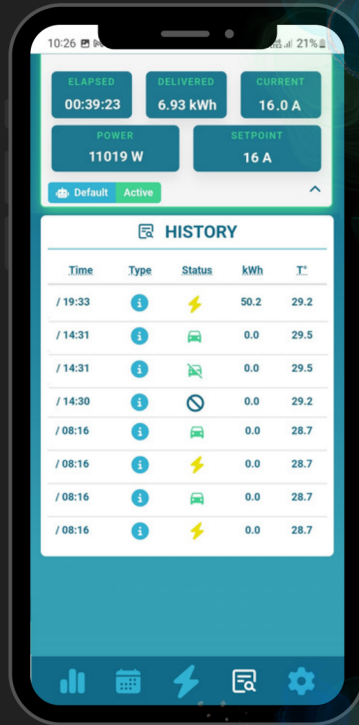 10:26
21%
ELAPSED DELIVERED CURRENT
00:39:23 6.93 kWh 16.0 A
POWER SETPOINT
11019 W 16 A
Default Active
HISTORY
Time Type Status kWh T°
/ 19:33 50.2 29.2
/ 14:31 0.0 29.5
/ 14:31 0.0 29.5
/ 14:30 0.0 29.2
/ 08:16 0.0 28.7
/ 08:16 0.0 28.7
/ 08:16 0.0 28.7
/ 08:16 0.0 28.7